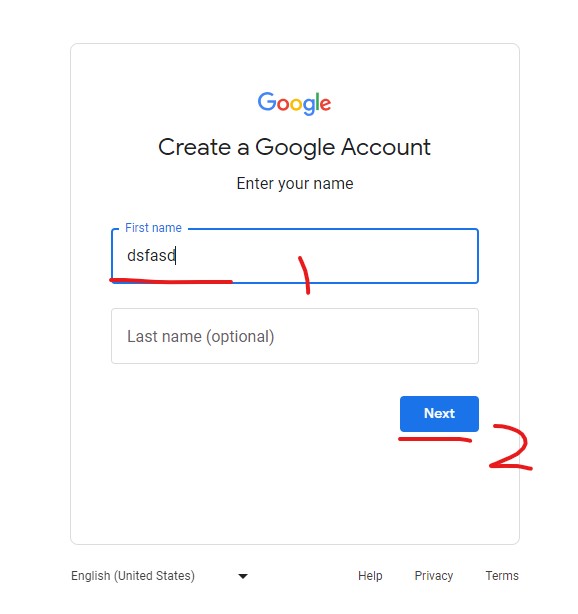 Google
Create a Google Account
Enter your name
First name
dsfasd
1
Last name (optional)
Next
2
English (United States) Help Privacy Terms